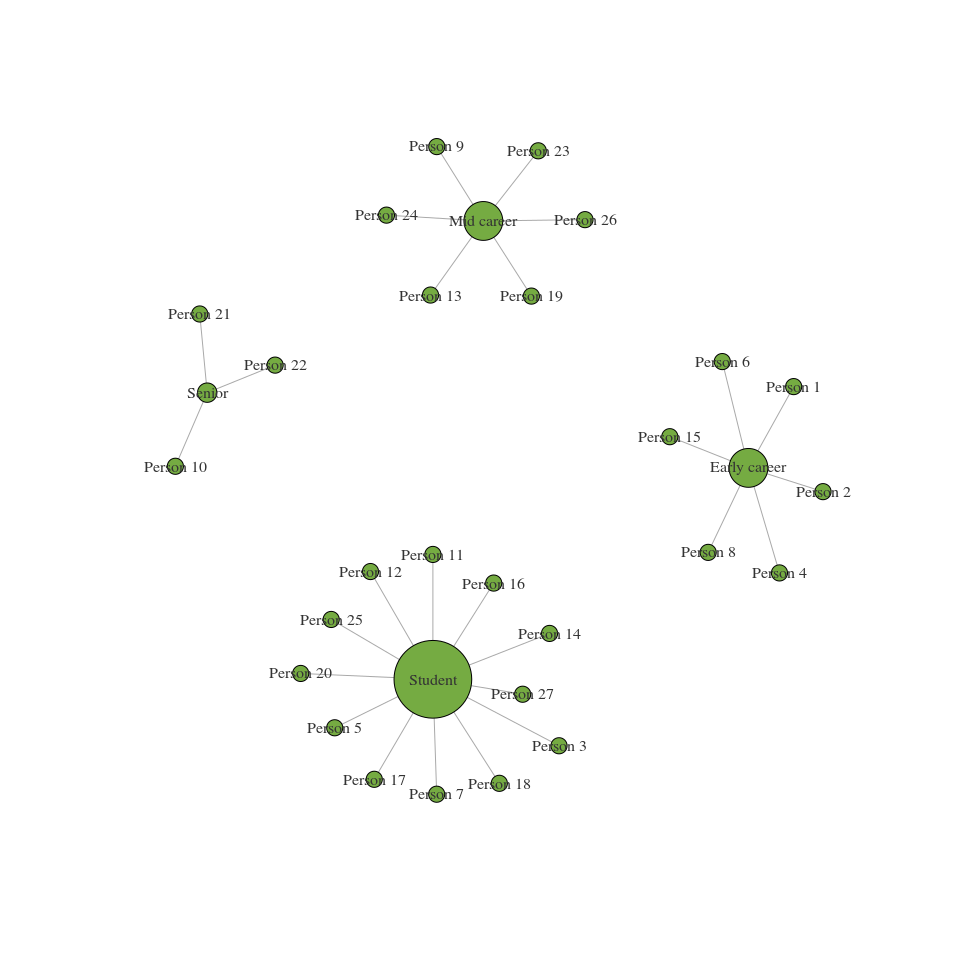 Person 9
Person 23
Person 24
Mid career
Person 26
Person 13
Person 19
Person 21
Person 22
Senior
Person 10
Person 6
Person 1
Person 15
Early career
Person 2
Person 8
Person 4
Person 11
Person 12
Person 16
Person 25
Person 14
Person 20
Student
Person 27
Person 5
Person 3
Person 17
Person 7
Person 18